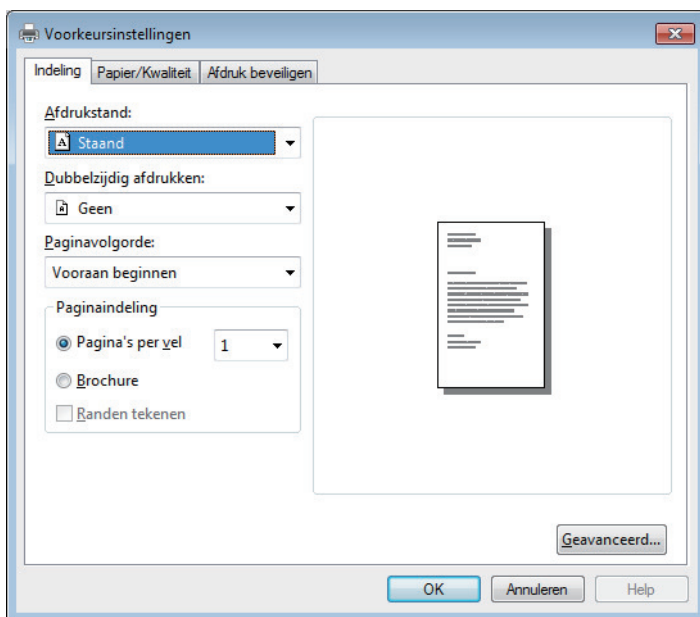 Voorkeursinstellingen
Indeling Papier/Kwaliteit Afdruk beveiligen
Afdrukstand:
A Staand
Dubbelzijdig afdrukken:
A Geen
Paginavolgorde:
Vooraan beginnen
Paginaindeling
Pagina's per vel 1
Brochure
Randen tekenen
Geavanceerd...
OK Annuleren Help